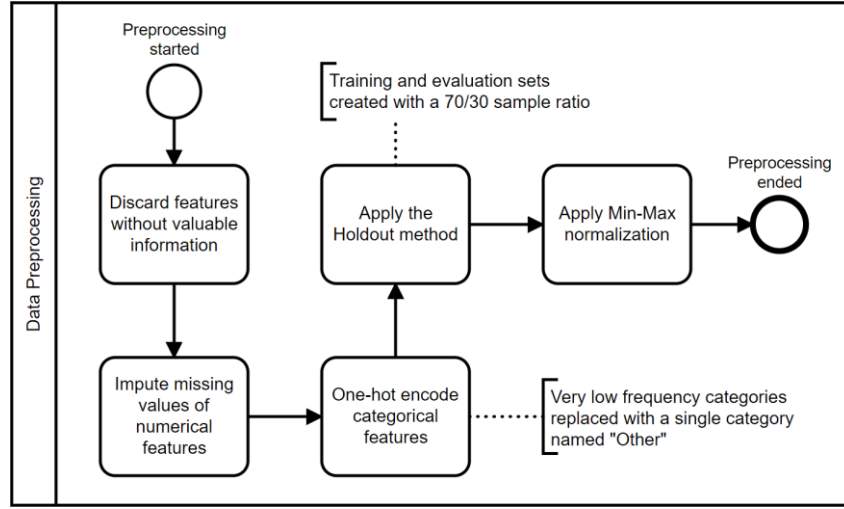 Data Preprocessing
Preprocessing
started
Discard features
without valuable
information
Impute missing
values of
numerical
features
One-hot encode
categorical
features
Very low frequency categories
replaced with a single category
named "Other"
Apply the
Holdout method
Training and evaluation sets
created with a 70/30 sample ratio
Apply Min-Max
normalization
Preprocessing
ended